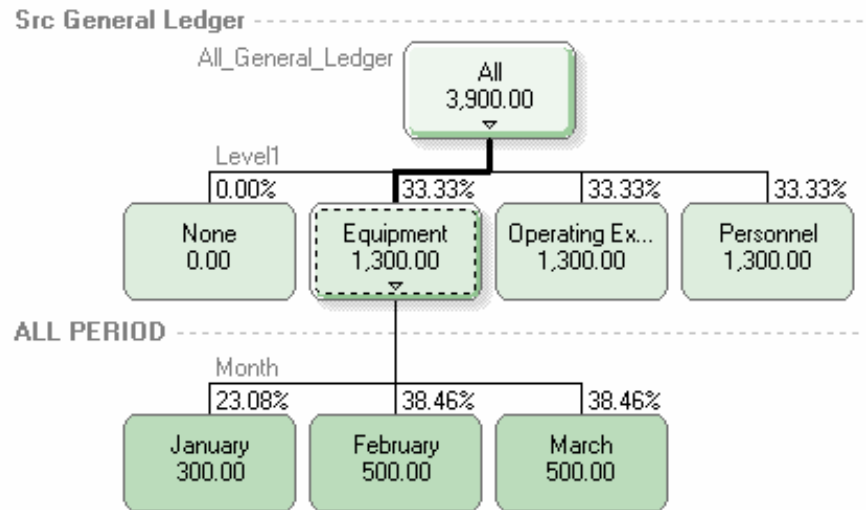 Src General Ledger
All_General_Ledger
All
3,900.00
Level1
0.00% 33.33% 33.33% 33.33%
None Equipment Operating Ex... Personnel
0.00 1,300.00 1,300.00 1,300.00
ALL PERIOD
Month
23.08% 38.46% 38.46%
January February March
300.00 500.00 500.00